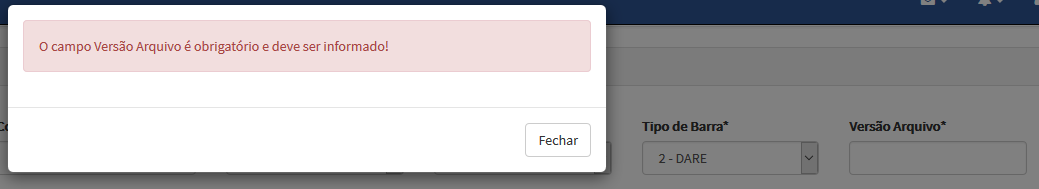 O campo Versão Arquivo é obrigatório e deve ser informado!
Fechar
Tipo de Barra*
Versão Arquivo*
2 - DARE